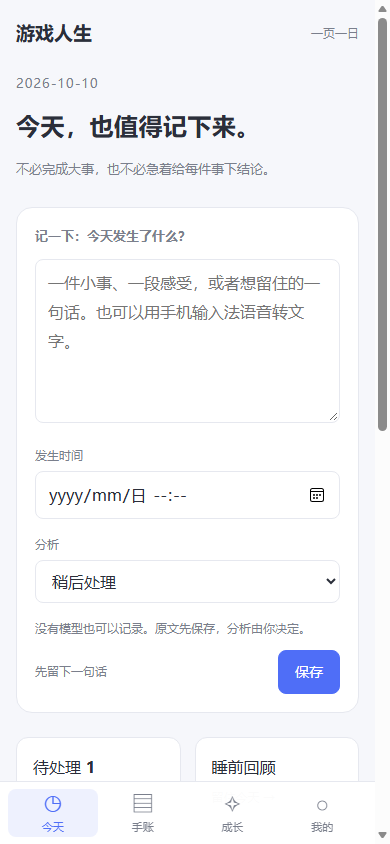 游戏人生
一页一日
2026-10-10
今天，也值得记下来。
不必完成大事，也不必急着给每件事下结论。
记一下：今天发生了什么？
一件小事、一段感受，或者想留住的一
句话。也可以用手机输入法语音转文
字。
发生时间
yyyy/mm/日 --:--
分析
稍后处理
没有模型也可以记录。原文先保存，分析由你决定。
先留下一句话
保存
待处理 1
睡前回顾
今天
手账
成长
我的